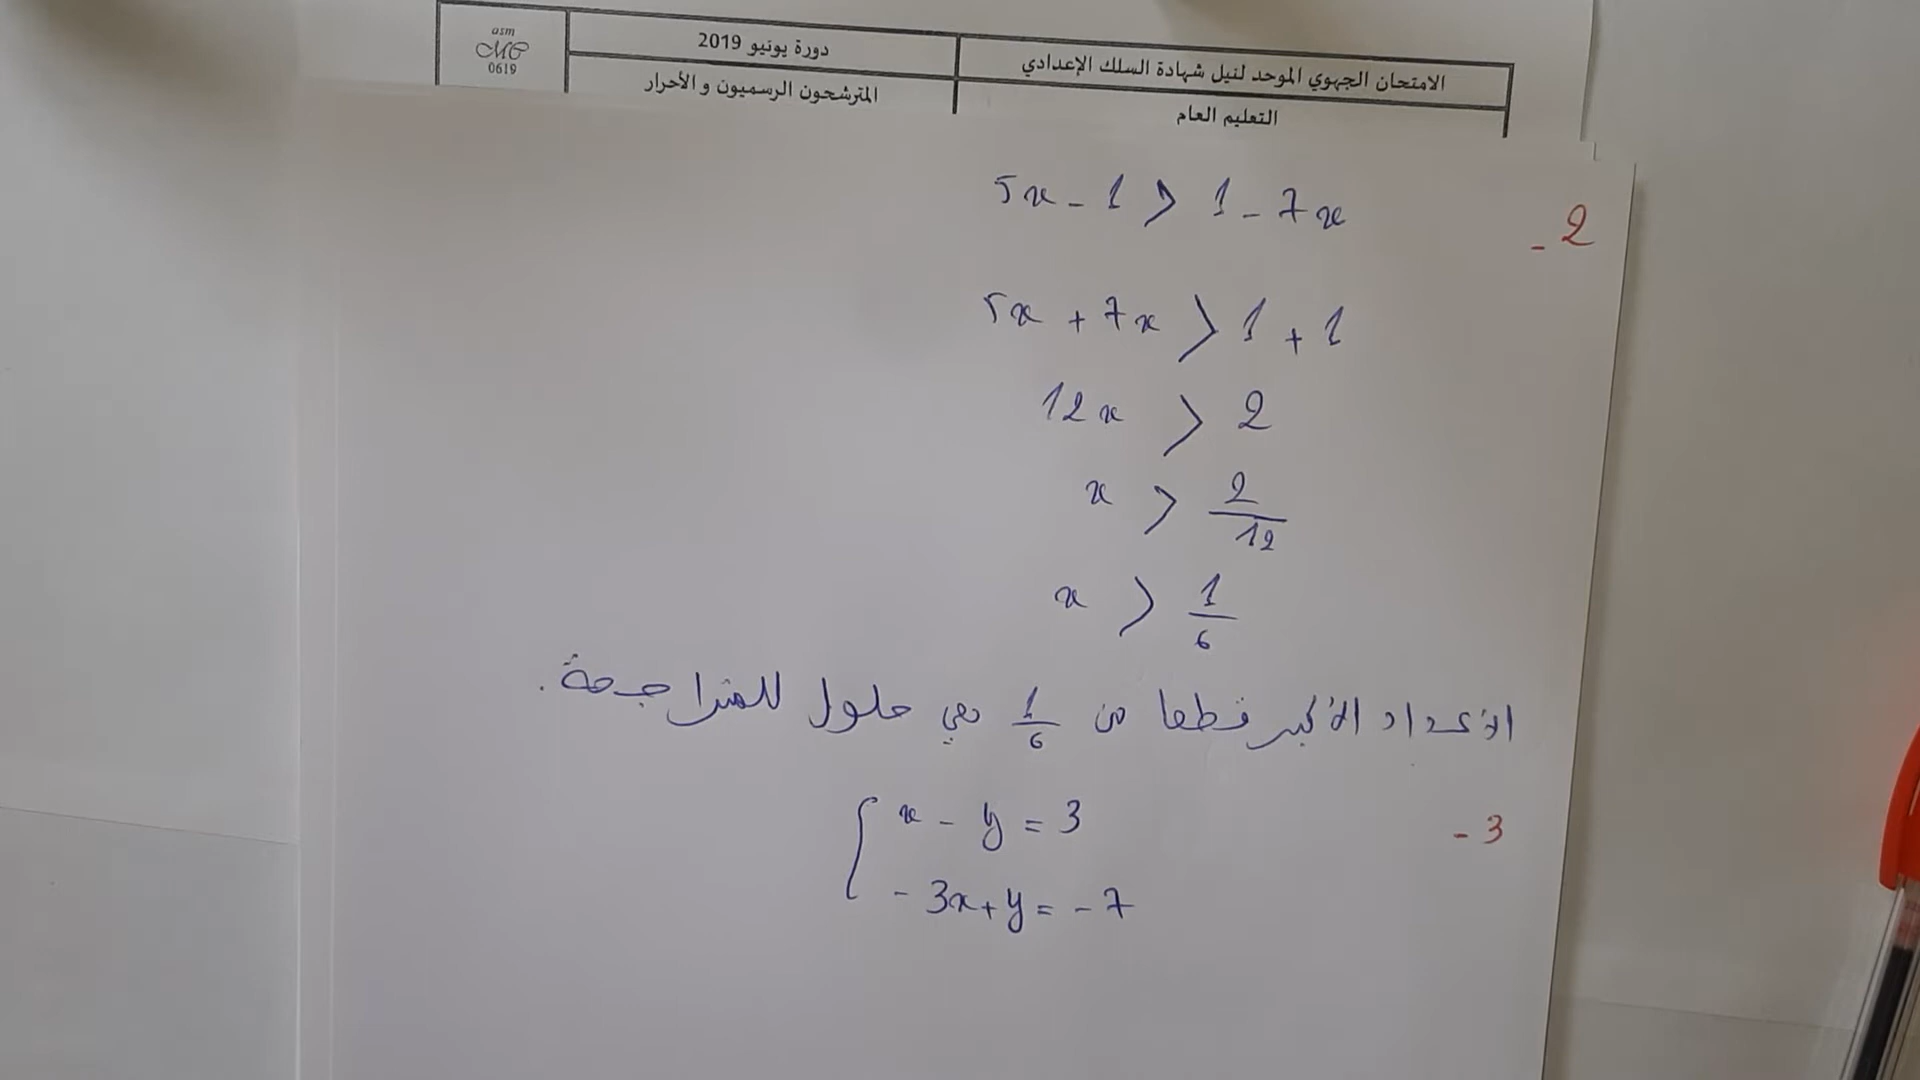 الامتحان الجهوي الموحد لنيل شهادة السلك الإعدادي
دورة يونيو 2019
asm
MC
0619
التعليم العام
المترشحون الرسميون و الأحرار
2 -
5x - 1 > 1 - 7x
5x + 7x > 1 + 1
12x > 2
x > 2/12
x > 1/6
الأعداد الأكبر قطعا من 1/6 هي حلول للمتراجحة.
3 -
{ x - y = 3
- 3x + y = - 7